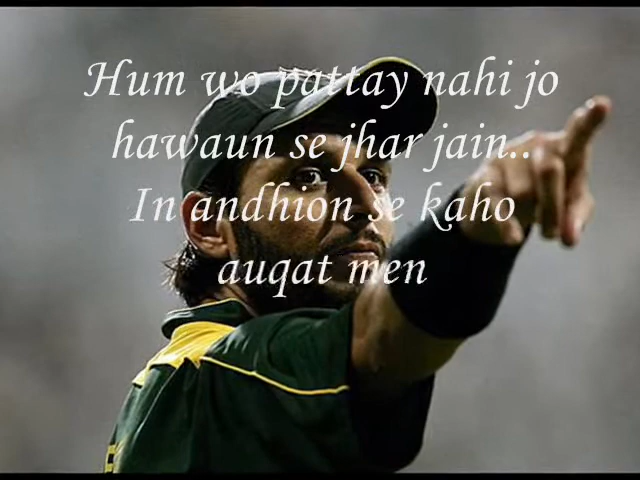 Hum wo pattay nahi jo
hawaun se jhar jain..
In andhion se kaho
auqat men